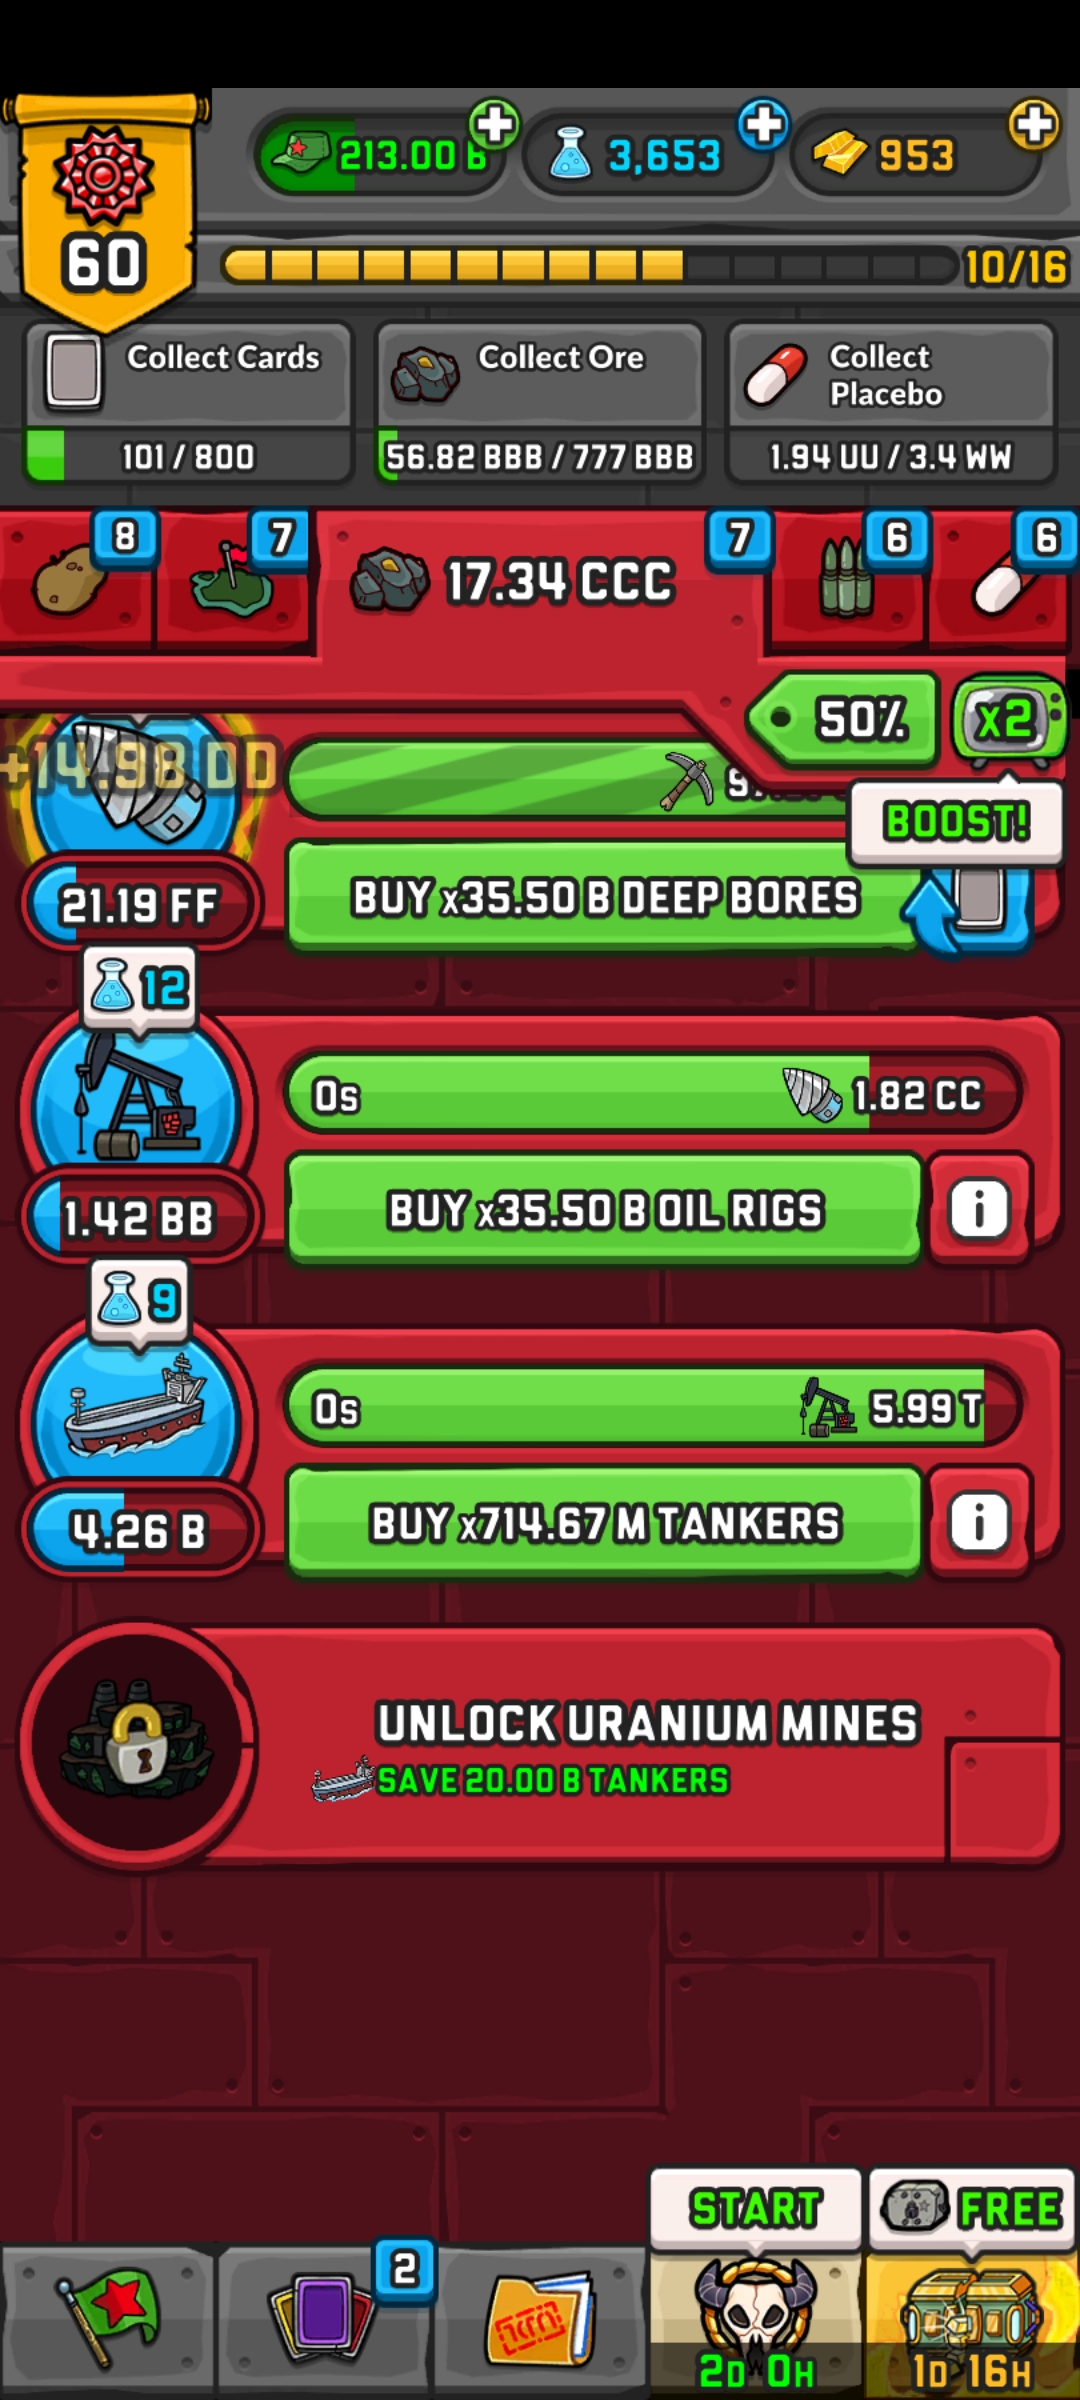 213.00 B
3,653
953
60
10/16
Collect Cards
101 / 800
Collect Ore
56.82 BBB / 777 BBB
Collect
Placebo
1.94 UU / 3.4 WW
8
7
17.34 CCC
7
6
6
50%
x2
BOOST!
+14.98 DD
21.19 FF
BUY x35.50 B DEEP BORES
12
0s
1.82 CC
1.42 BB
BUY x35.50 B OIL RIGS
i
9
0s
5.99 T
4.26 B
BUY x714.67 M TANKERS
i
UNLOCK URANIUM MINES
SAVE 20.00 B TANKERS
START
FREE
2
2D 0H
1D 16H